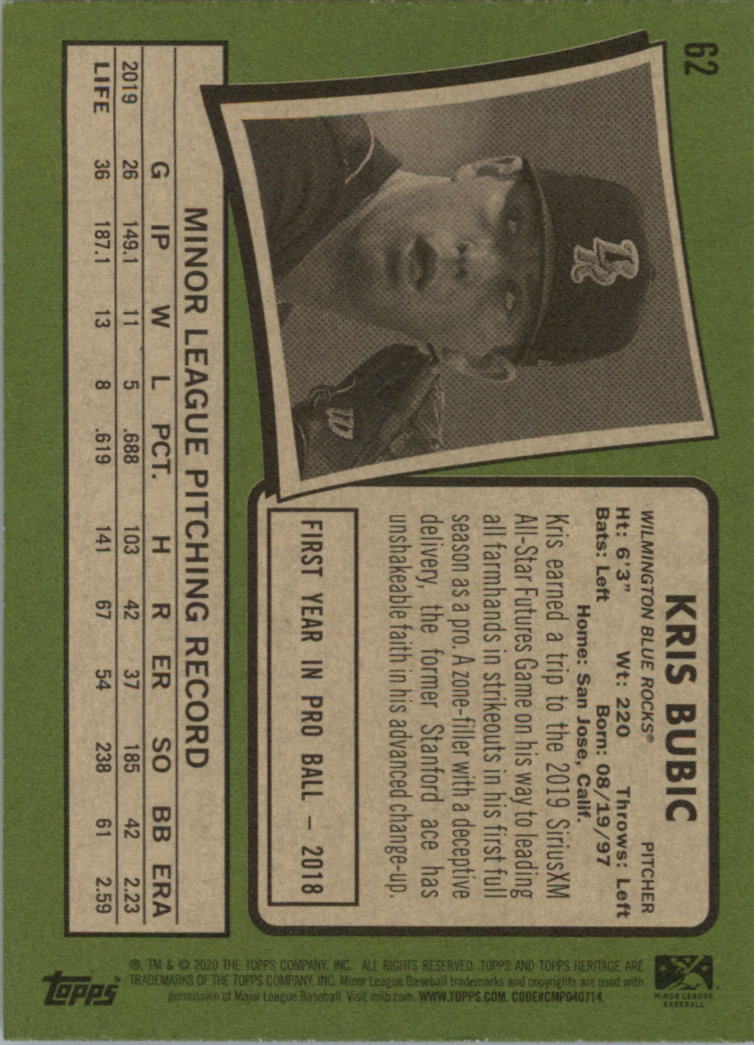 62
KRIS BUBIC
WILMINGTON BLUE ROCKS® PITCHER
Ht: 6'3" Wt: 220 Throws: Left
Bats: Left Born: 08/19/97
Home: San Jose, Calif.
Kris earned a trip to the 2019 SiriusXM
All-Star Futures Game on his way to leading
all farmhands in strikeouts in his first full
season as a pro. A zone-filler with a deceptive
delivery, the former Stanford ace has
unshakeable faith in his advanced change-up.
FIRST YEAR IN PRO BALL – 2018
MINOR LEAGUE PITCHING RECORD
G IP W L PCT. H R ER SO BB ERA
2019 26 149.1 11 5 .688 103 42 37 185 42 2.23
LIFE 36 187.1 13 8 .619 141 67 54 238 61 2.59
MINOR LEAGUE
BASEBALL
®, TM & © 2020 THE TOPPS COMPANY, INC. ALL RIGHTS RESERVED. TOPPS AND TOPPS HERITAGE ARE
TRADEMARKS OF THE TOPPS COMPANY, INC. Minor League Baseball trademarks and copyrights are used with
permission of Major League Baseball. Visit milb.com. WWW.TOPPS.COM. CODE#CMP040714.
topps®